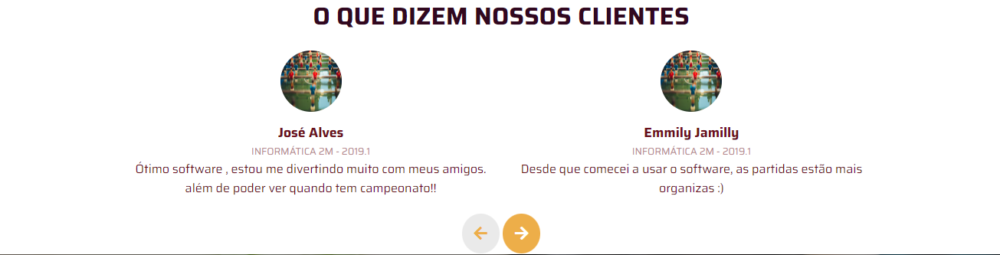 O QUE DIZEM NOSSOS CLIENTES
José Alves
INFORMÁTICA 2M - 2019.1
Ótimo software , estou me divertindo muito com meus amigos.
além de poder ver quando tem campeonato!!
Emmily Jamilly
INFORMÁTICA 2M - 2019.1
Desde que comecei a usar o software, as partidas estão mais
organizas :)